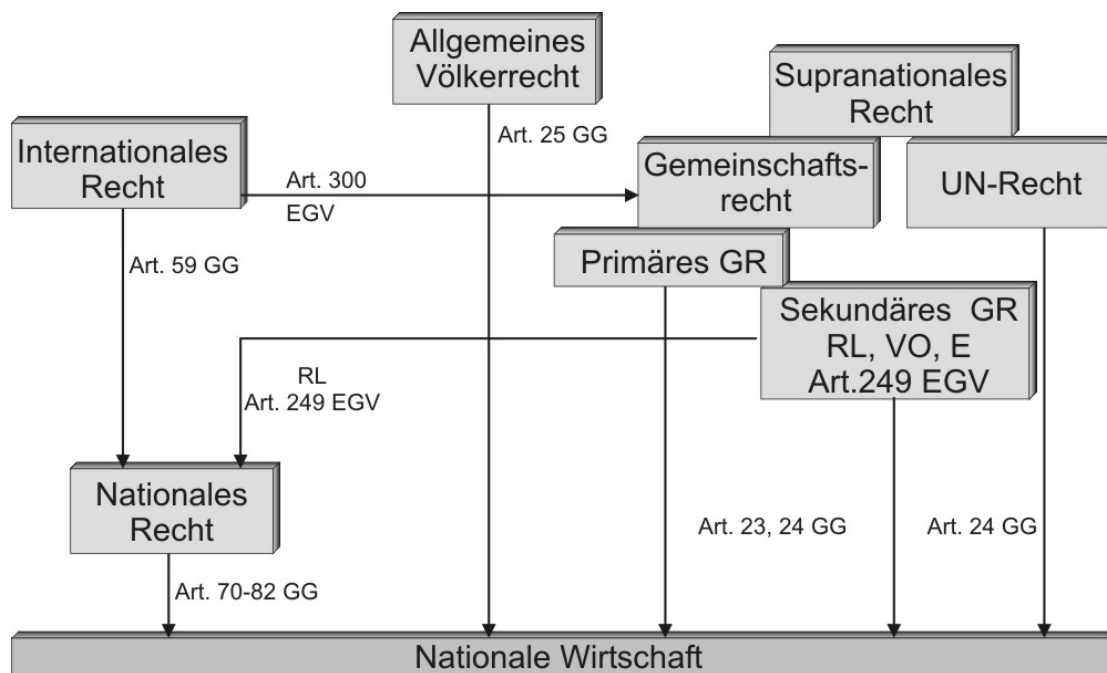 Allgemeines
Völkerrecht
Supranationales
Recht
Internationales
Recht
Art. 25 GG
Gemeinschafts-
recht
UN-Recht
Art. 300
EGV
Art. 59 GG
Primäres GR
Sekundäres GR
RL, VO, E
Art.249 EGV
RL
Art. 249 EGV
Nationales
Recht
Art. 23, 24 GG
Art. 24 GG
Art. 70-82 GG
Nationale Wirtschaft